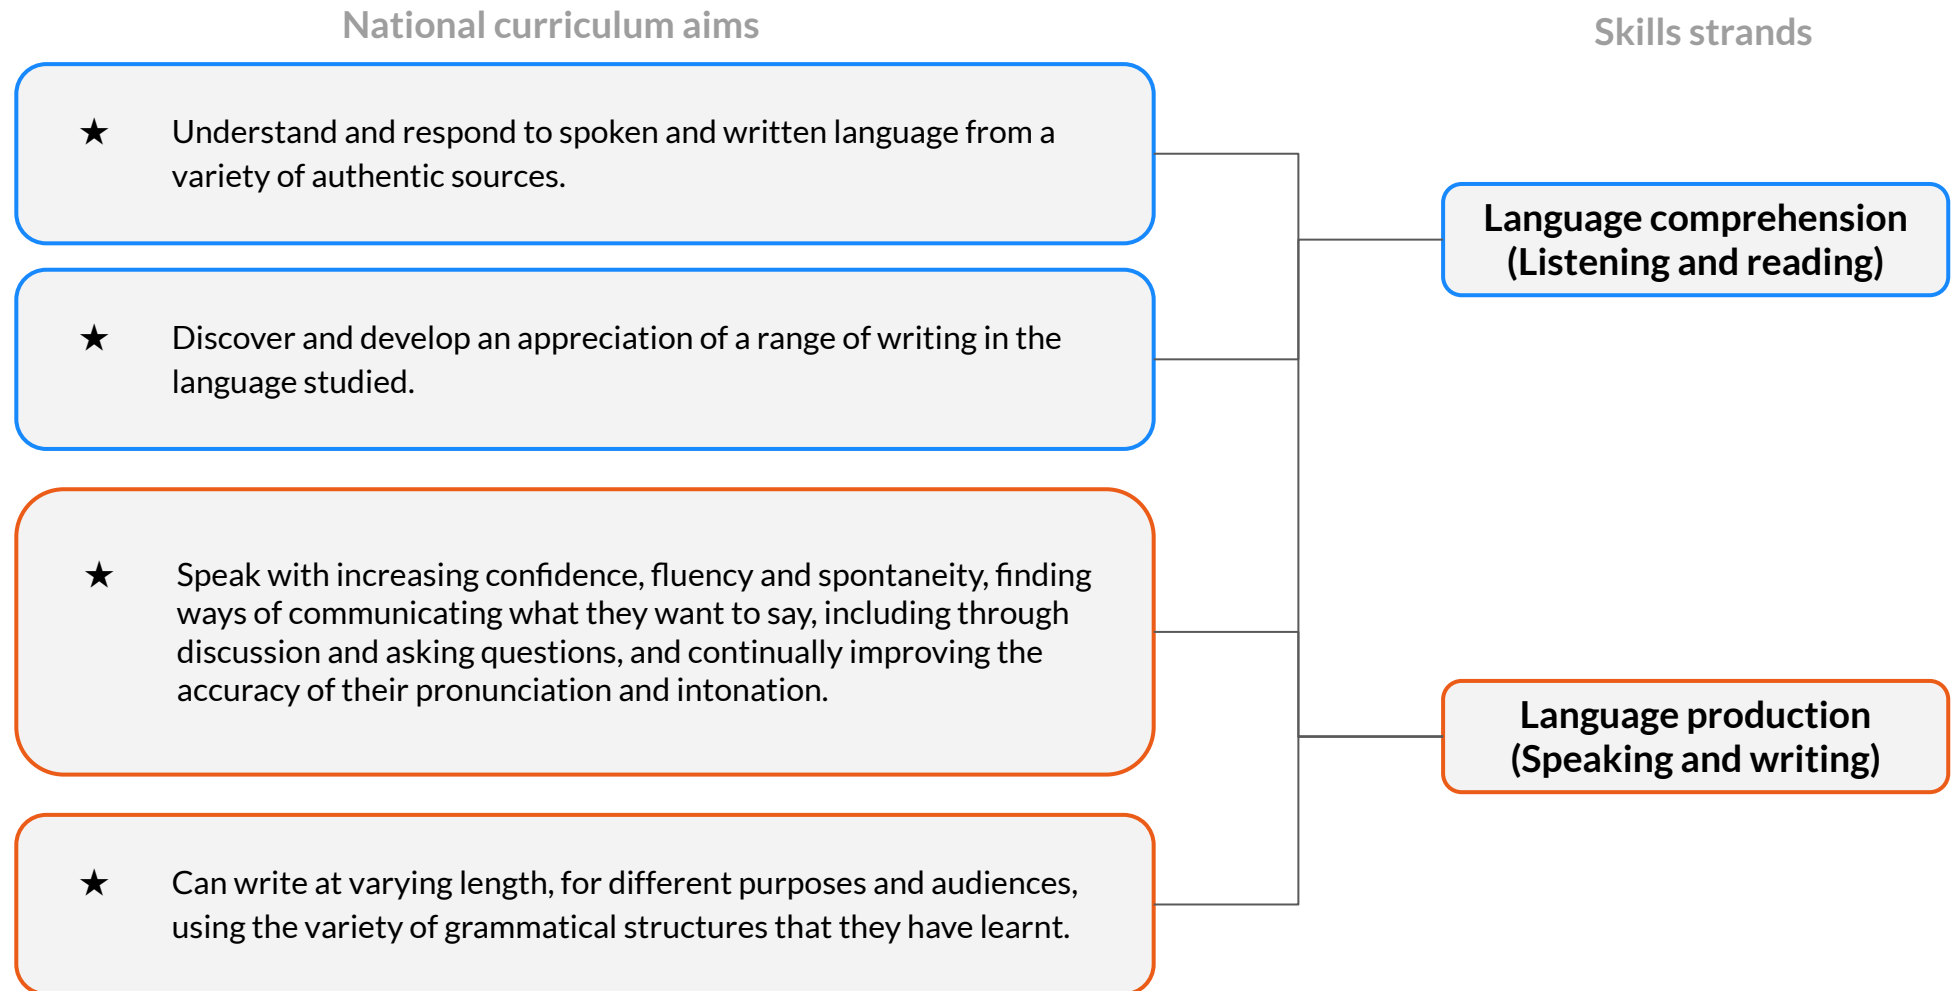 National curriculum aims
Skills strands
★ Understand and respond to spoken and written language from a
variety of authentic sources.
Language comprehension
(Listening and reading)
★ Discover and develop an appreciation of a range of writing in the
language studied.
★ Speak with increasing confidence, fluency and spontaneity, finding
ways of communicating what they want to say, including through
discussion and asking questions, and continually improving the
accuracy of their pronunciation and intonation.
Language production
(Speaking and writing)
★ Can write at varying length, for different purposes and audiences,
using the variety of grammatical structures that they have learnt.